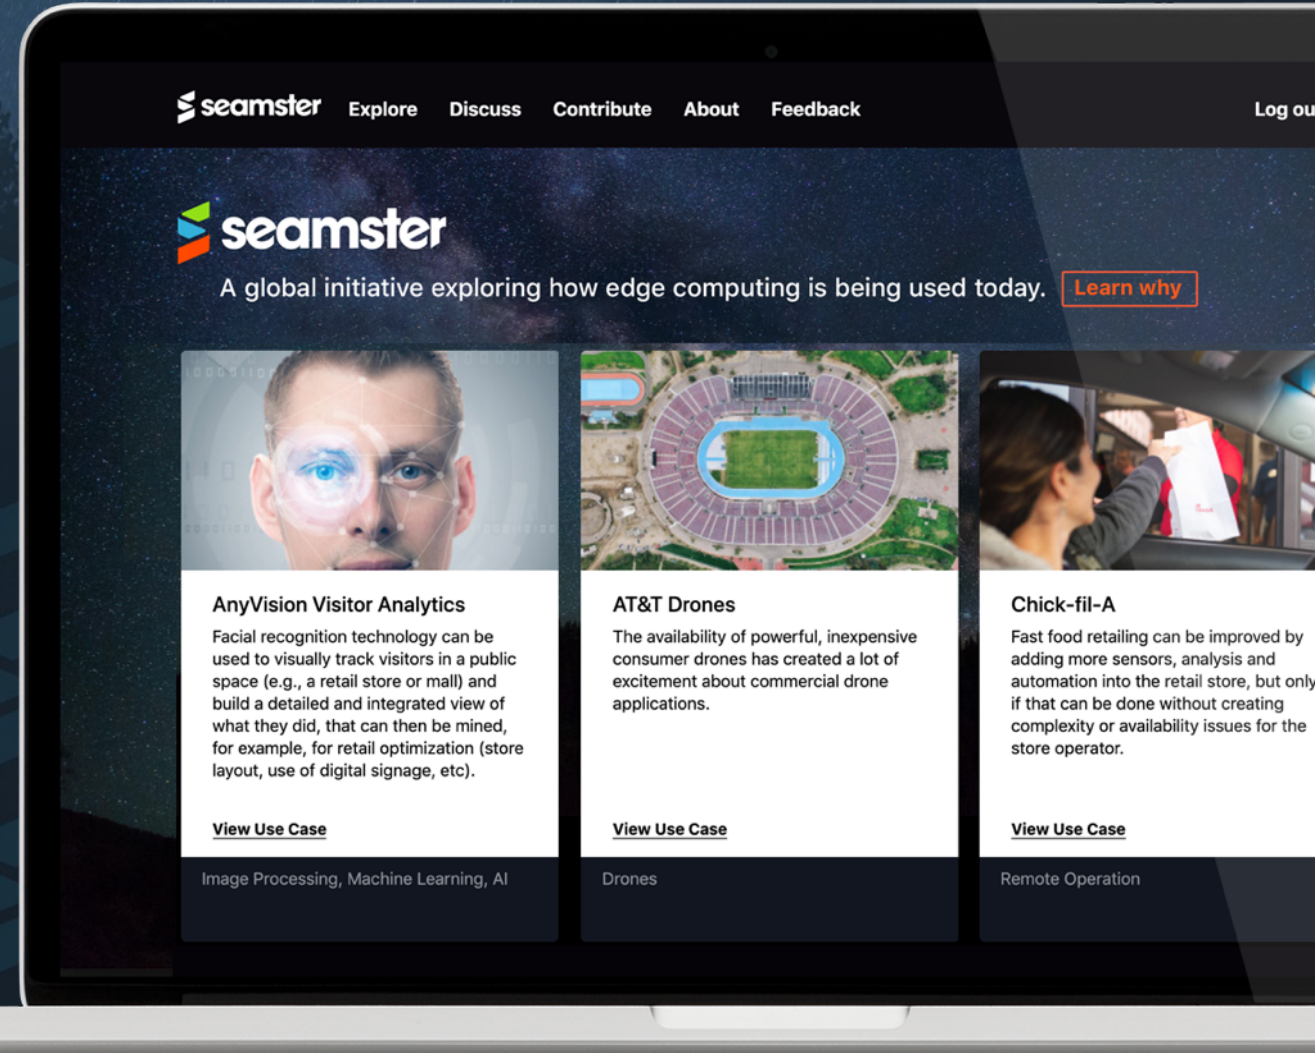 seamster Explore Discuss Contribute About Feedback Log ou
seamster
A global initiative exploring how edge computing is being used today. Learn why
AnyVision Visitor Analytics
Facial recognition technology can be
used to visually track visitors in a public
space (e.g., a retail store or mall) and
build a detailed and integrated view of
what they did, that can then be mined,
for example, for retail optimization (store
layout, use of digital signage, etc).
View Use Case
Image Processing, Machine Learning, AI
AT&T Drones
The availability of powerful, inexpensive
consumer drones has created a lot of
excitement about commercial drone
applications.
View Use Case
Drones
Chick-fil-A
Fast food retailing can be improved by
adding more sensors, analysis and
automation into the retail store, but only
if that can be done without creating
complexity or availability issues for the
store operator.
View Use Case
Remote Operation